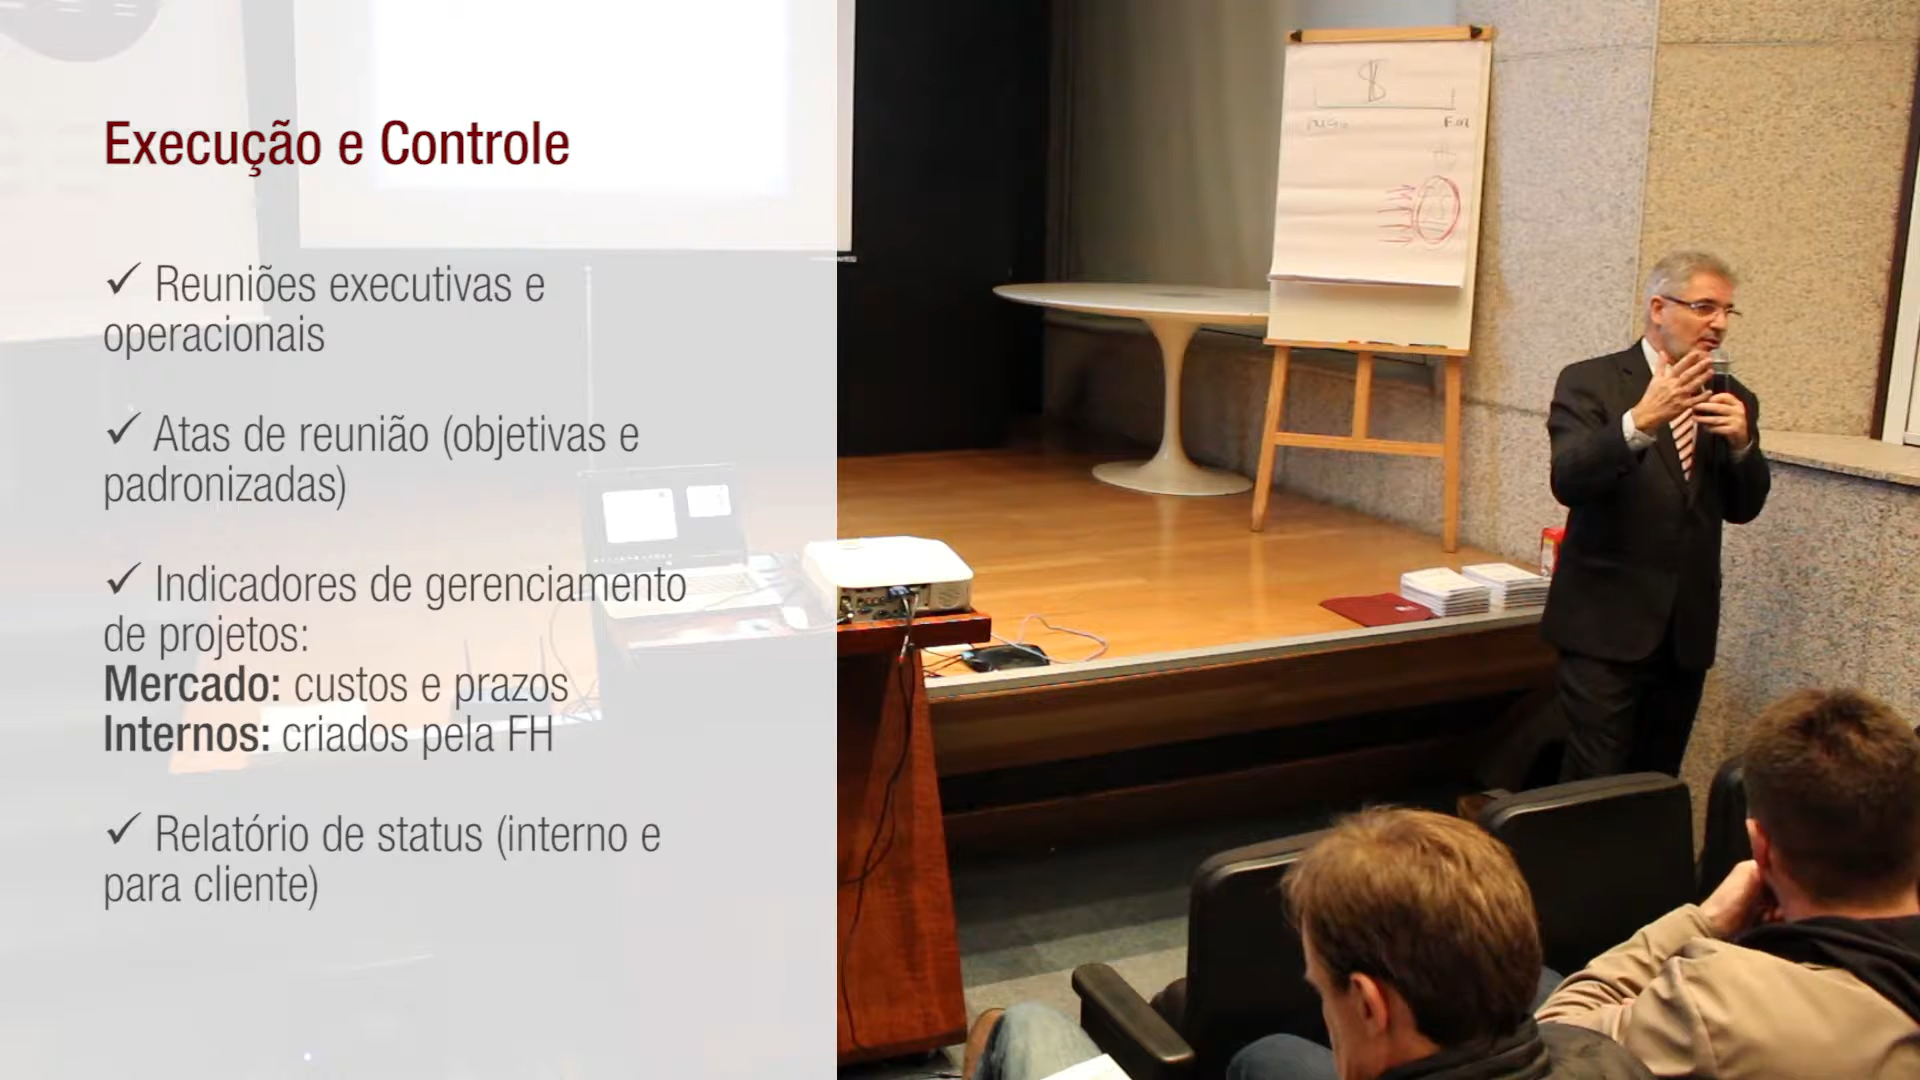 Execução e Controle
✓ Reuniões executivas e
operacionais
✓ Atas de reunião (objetivas e
padronizadas)
✓ Indicadores de gerenciamento
de projetos:
Mercado: custos e prazos
Internos: criados pela FH
✓ Relatório de status (interno e
para cliente)
$
Fim